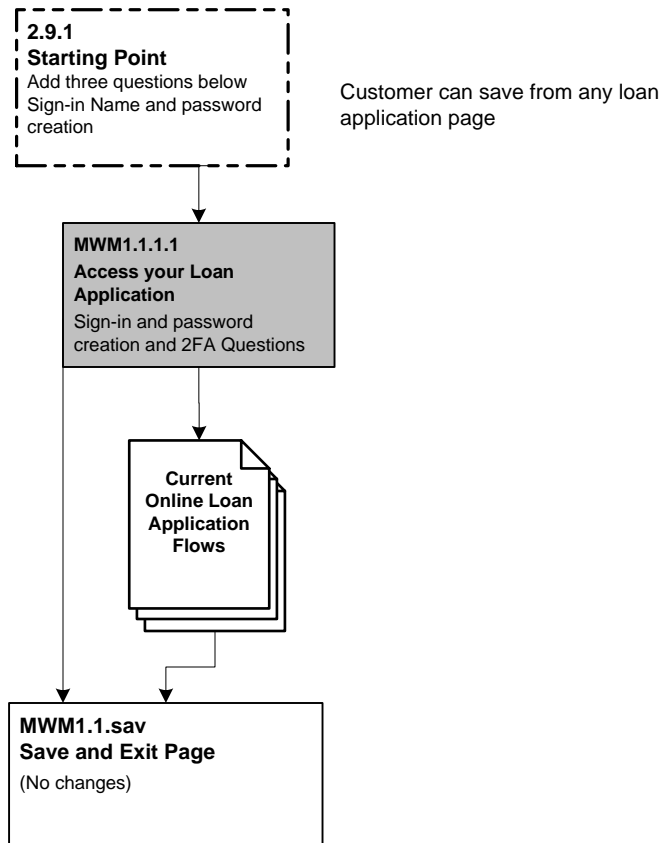 2.9.1
Starting Point
Add three questions below
Sign-in Name and password
creation
Customer can save from any loan
application page
MWM1.1.1.1
Access your Loan
Application
Sign-in and password
creation and 2FA Questions
Current
Online Loan
Application
Flows
MWM1.1.sav
Save and Exit Page
(No changes)